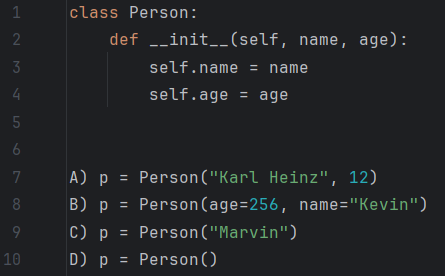 1 class Person:
2     def __init__(self, name, age):
3         self.name = name
4         self.age = age
5
6
7 A) p = Person("Karl Heinz", 12)
8 B) p = Person(age=256, name="Kevin")
9 C) p = Person("Marvin")
10 D) p = Person()